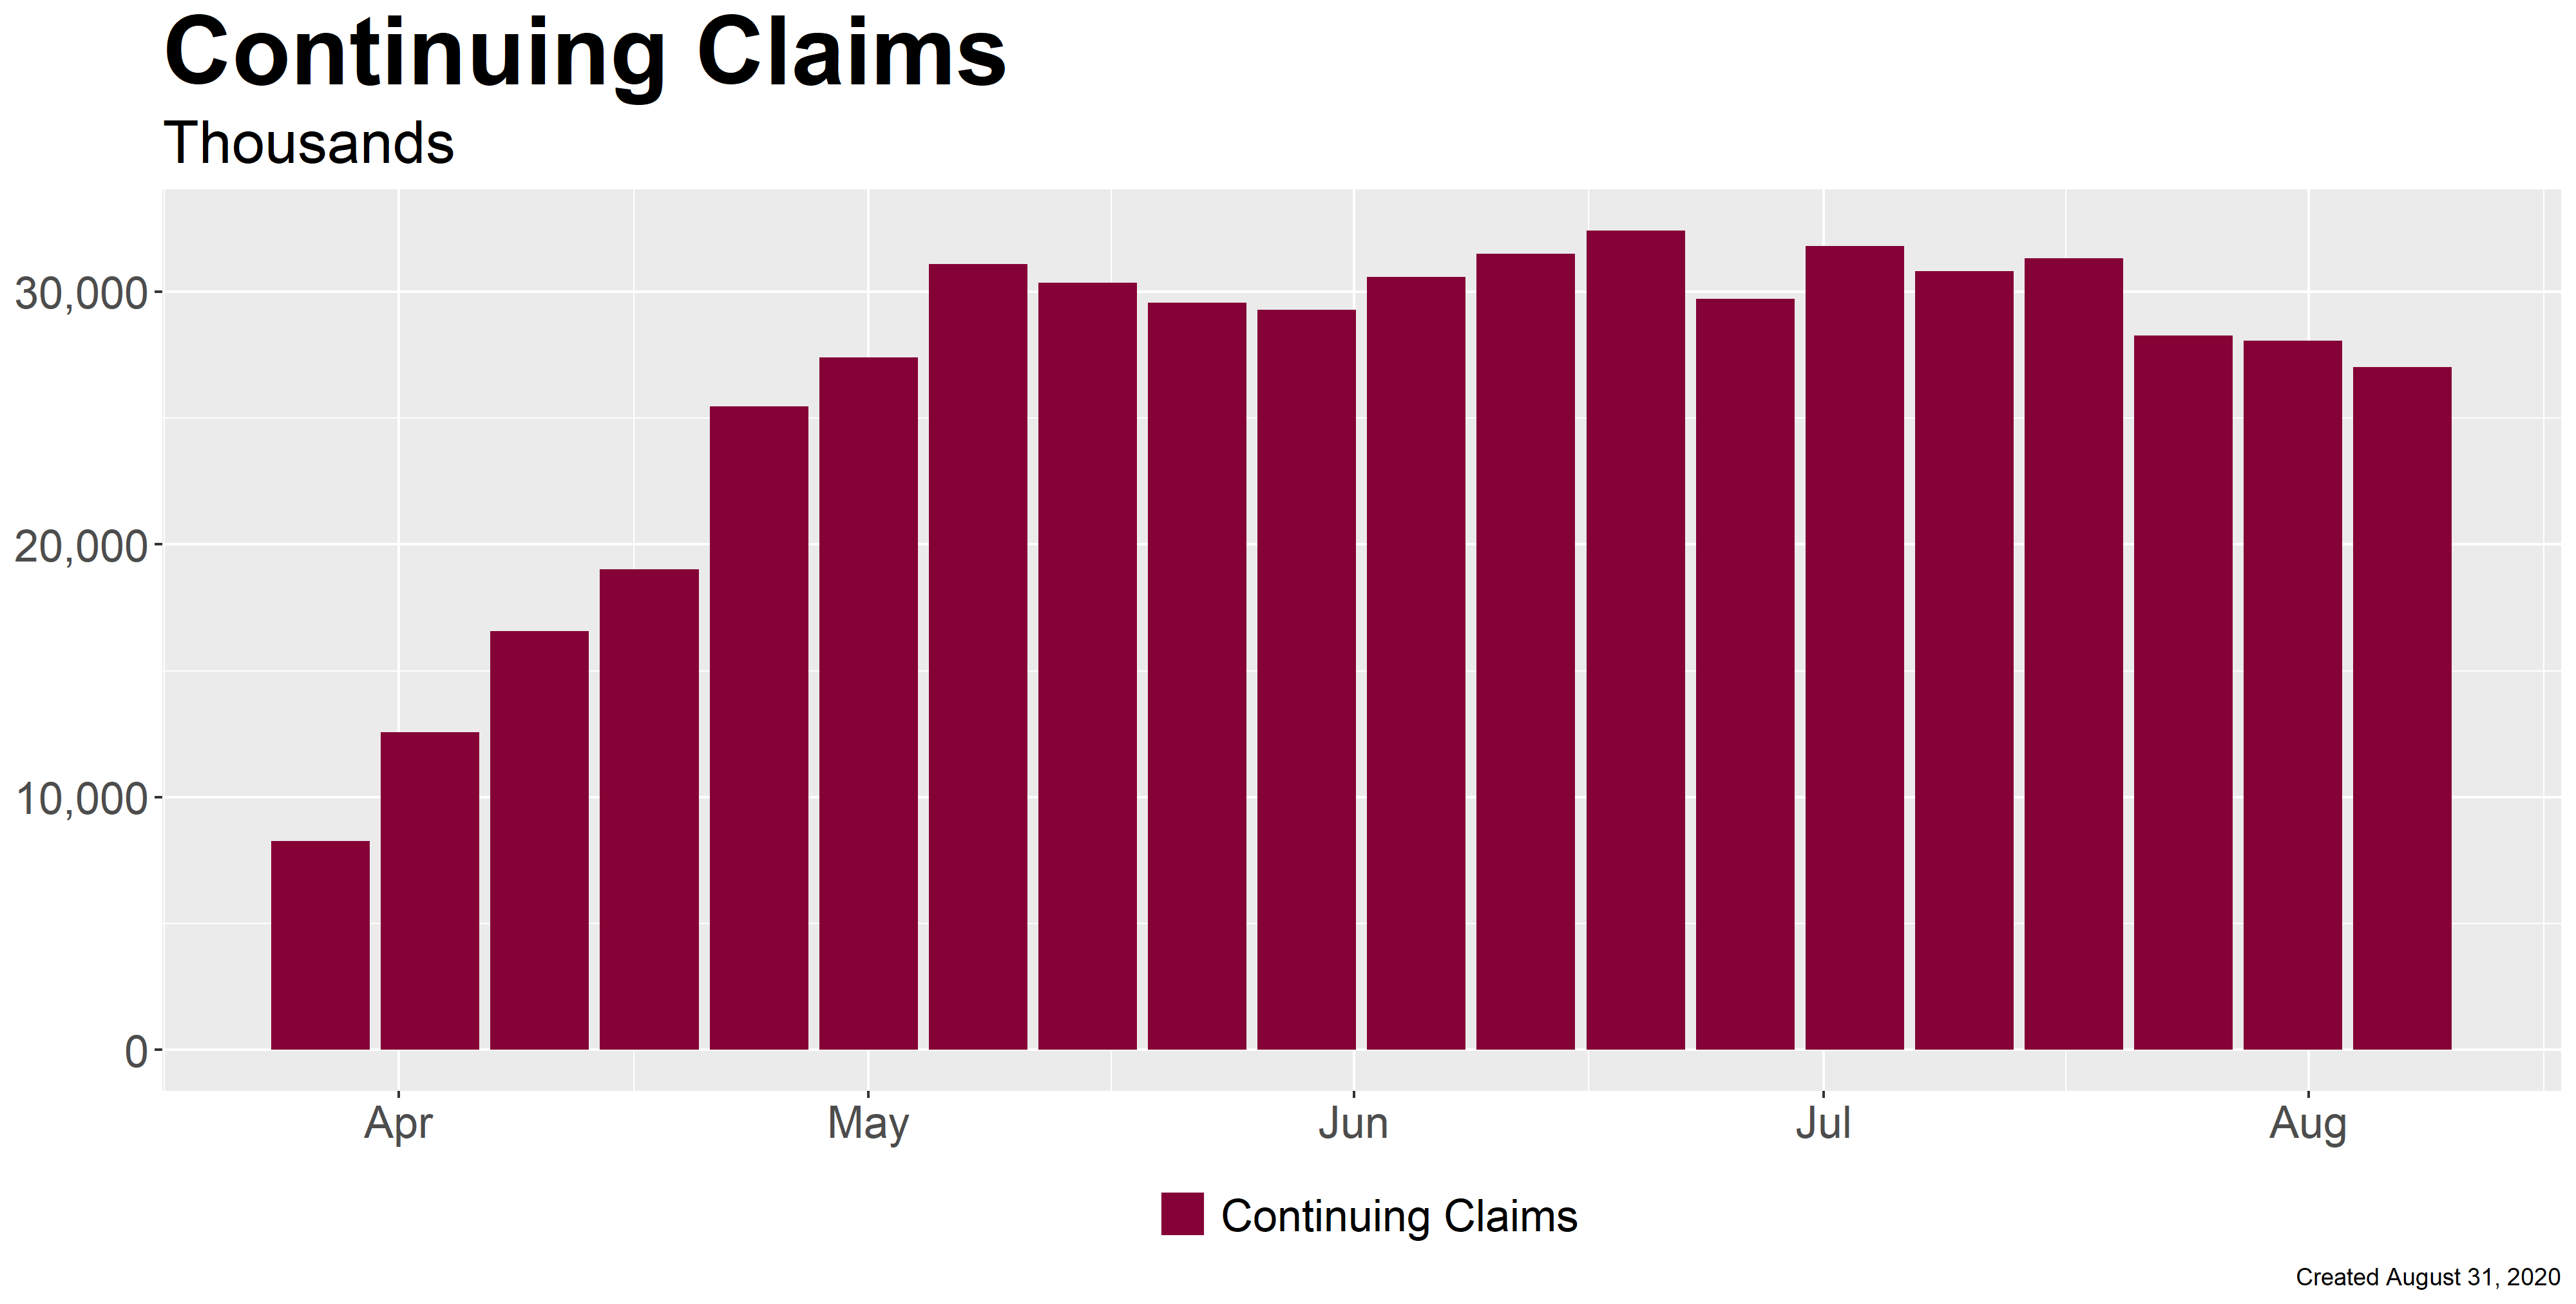 Continuing Claims
Thousands
30,000
20,000
10,000
0
Apr May Jun Jul Aug
Continuing Claims
Created August 31, 2020